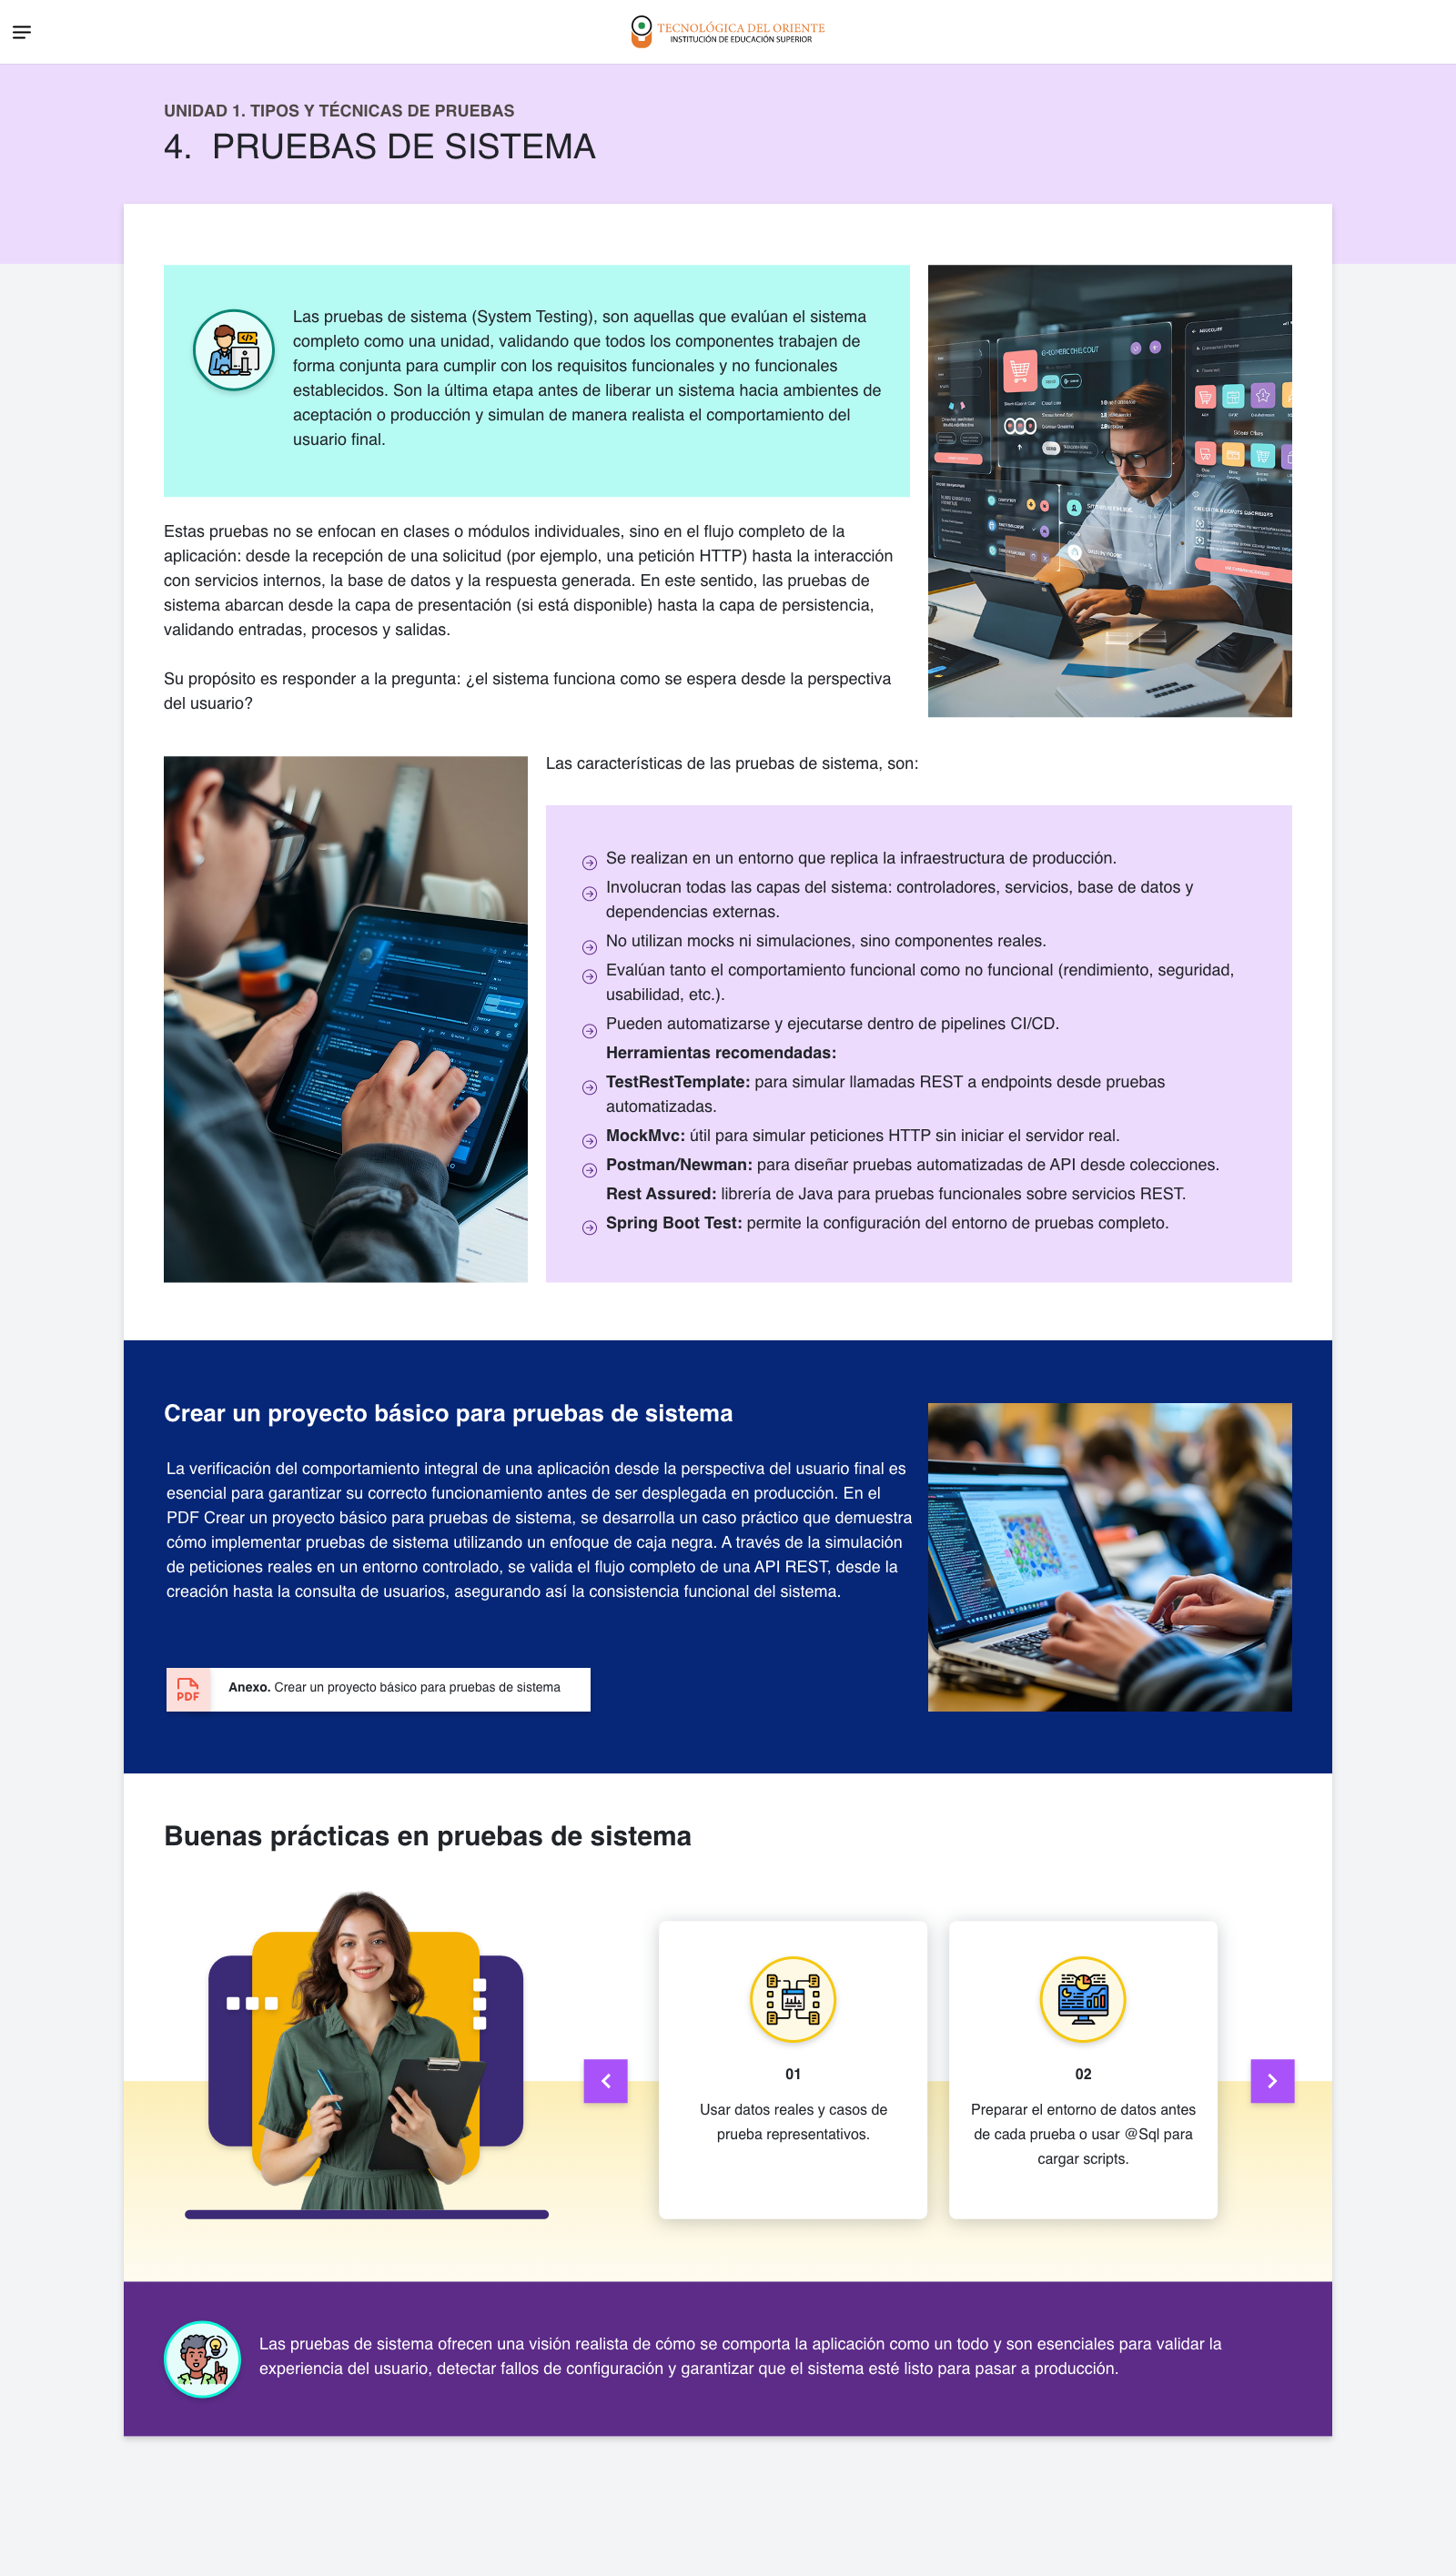 TECNOLÓGICA DEL ORIENTE
INSTITUCIÓN DE EDUCACIÓN SUPERIOR
UNIDAD 1. TIPOS Y TÉCNICAS DE PRUEBAS
4. PRUEBAS DE SISTEMA
Las pruebas de sistema (System Testing), son aquellas que evalúan el sistema
completo como una unidad, validando que todos los componentes trabajen de
forma conjunta para cumplir con los requisitos funcionales y no funcionales
establecidos. Son la última etapa antes de liberar un sistema hacia ambientes de
aceptación o producción y simulan de manera realista el comportamiento del
usuario final.
Estas pruebas no se enfocan en clases o módulos individuales, sino en el flujo completo de la
aplicación: desde la recepción de una solicitud (por ejemplo, una petición HTTP) hasta la interacción
con servicios internos, la base de datos y la respuesta generada. En este sentido, las pruebas de
sistema abarcan desde la capa de presentación (si está disponible) hasta la capa de persistencia,
validando entradas, procesos y salidas.
Su propósito es responder a la pregunta: ¿el sistema funciona como se espera desde la perspectiva
del usuario?
Las características de las pruebas de sistema, son:
Se realizan en un entorno que replica la infraestructura de producción.
Involucran todas las capas del sistema: controladores, servicios, base de datos y
dependencias externas.
No utilizan mocks ni simulaciones, sino componentes reales.
Evalúan tanto el comportamiento funcional como no funcional (rendimiento, seguridad,
usabilidad, etc.).
Pueden automatizarse y ejecutarse dentro de pipelines CI/CD.
Herramientas recomendadas:
TestRestTemplate: para simular llamadas REST a endpoints desde pruebas
automatizadas.
MockMvc: útil para simular peticiones HTTP sin iniciar el servidor real.
Postman/Newman: para diseñar pruebas automatizadas de API desde colecciones.
Rest Assured: librería de Java para pruebas funcionales sobre servicios REST.
Spring Boot Test: permite la configuración del entorno de pruebas completo.
Crear un proyecto básico para pruebas de sistema
La verificación del comportamiento integral de una aplicación desde la perspectiva del usuario final es
esencial para garantizar su correcto funcionamiento antes de ser desplegada en producción. En el
PDF Crear un proyecto básico para pruebas de sistema, se desarrolla un caso práctico que demuestra
cómo implementar pruebas de sistema utilizando un enfoque de caja negra. A través de la simulación
de peticiones reales en un entorno controlado, se valida el flujo completo de una API REST, desde la
creación hasta la consulta de usuarios, asegurando así la consistencia funcional del sistema.
PDF
Anexo. Crear un proyecto básico para pruebas de sistema
Buenas prácticas en pruebas de sistema
01
Usar datos reales y casos de
prueba representativos.
02
Preparar el entorno de datos antes
de cada prueba o usar @Sql para
cargar scripts.
Las pruebas de sistema ofrecen una visión realista de cómo se comporta la aplicación como un todo y son esenciales para validar la
experiencia del usuario, detectar fallos de configuración y garantizar que el sistema esté listo para pasar a producción.